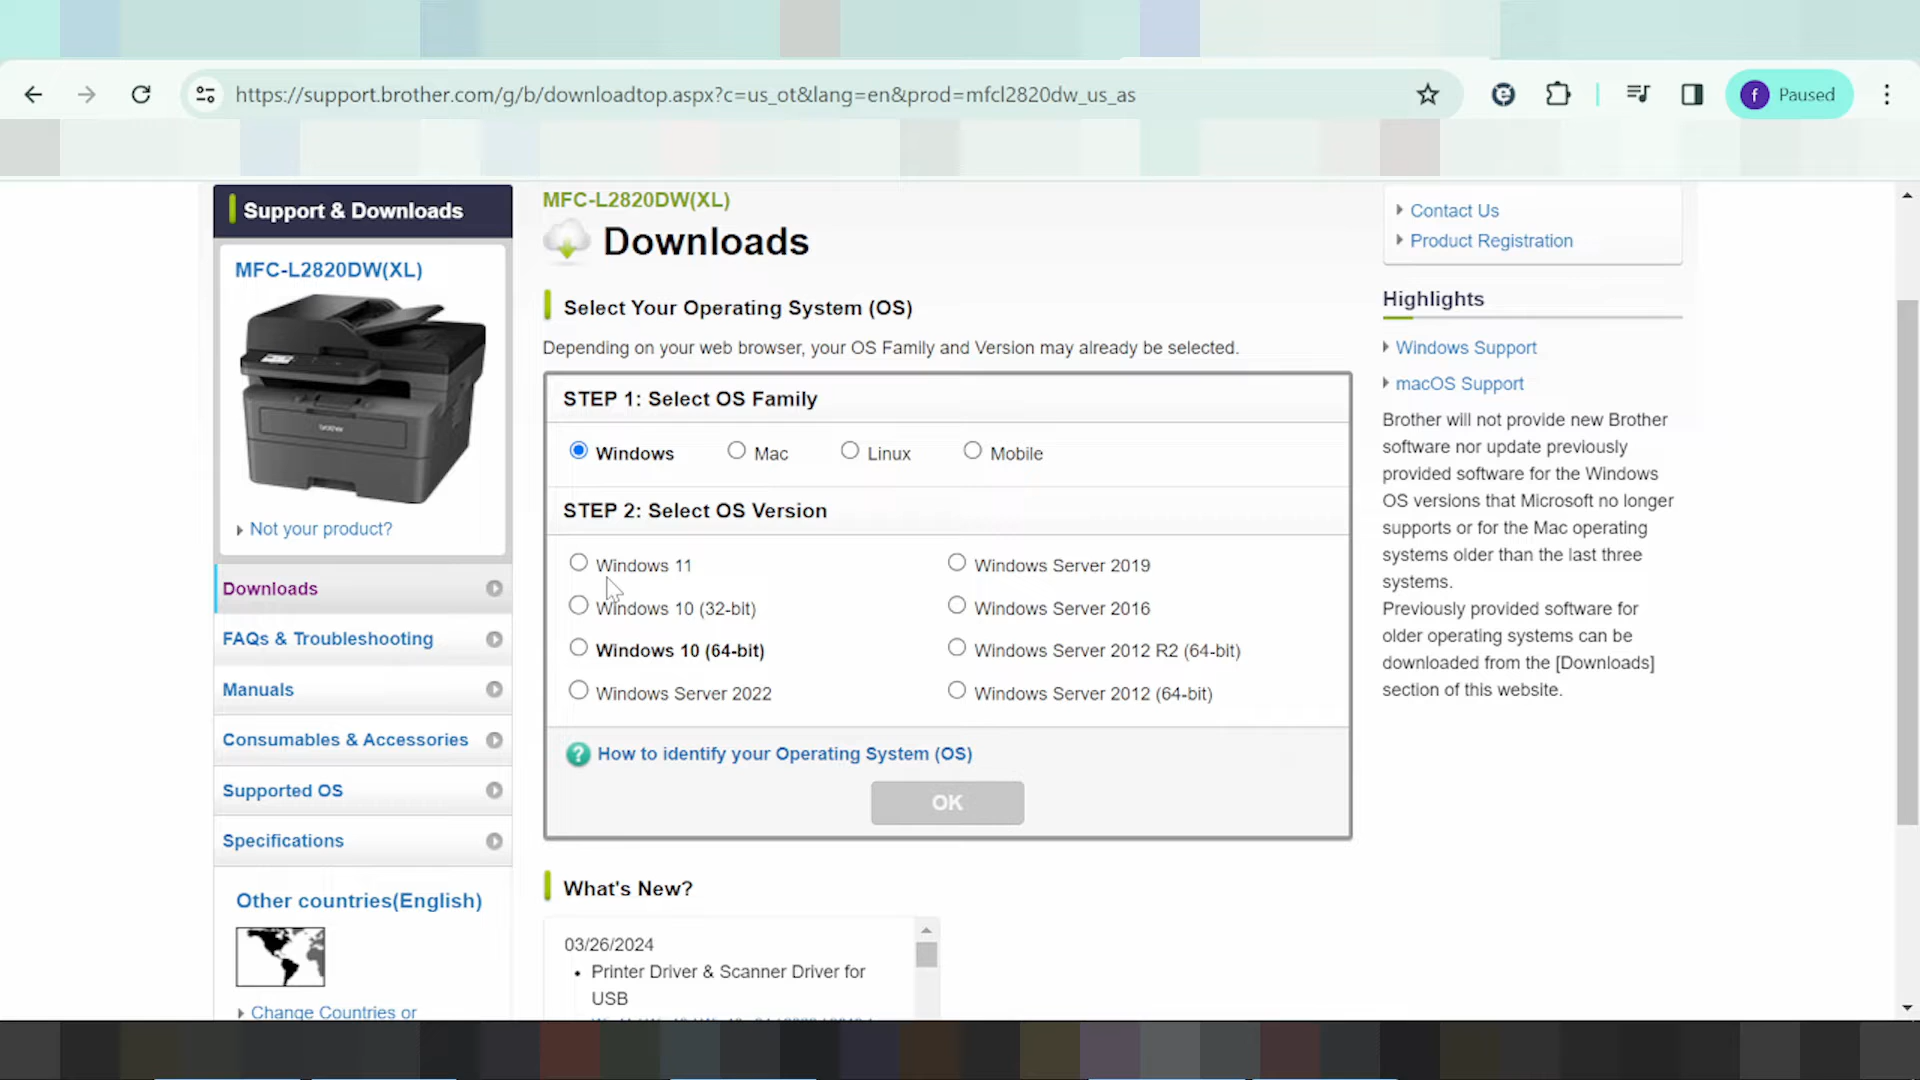 https://support.brother.com/g/b/downloadtop.aspx?c=us_ot&lang=en&prod=mfcl2820dw_us_as
f Paused
Support & Downloads
MFC-L2820DW(XL)
brother
Not your product?
Downloads
FAQs & Troubleshooting
Manuals
Consumables & Accessories
Supported OS
Specifications
Other countries(English)
Change Countries or
MFC-L2820DW(XL)
Downloads
Select Your Operating System (OS)
Depending on your web browser, your OS Family and Version may already be selected.
STEP 1: Select OS Family
Windows Mac Linux Mobile
STEP 2: Select OS Version
Windows 11 Windows Server 2019
Windows 10 (32-bit) Windows Server 2016
Windows 10 (64-bit) Windows Server 2012 R2 (64-bit)
Windows Server 2022 Windows Server 2012 (64-bit)
? How to identify your Operating System (OS)
OK
What's New?
03/26/2024
• Printer Driver & Scanner Driver for
USB
Contact Us
Product Registration
Highlights
Windows Support
macOS Support
Brother will not provide new Brother
software nor update previously
provided software for the Windows
OS versions that Microsoft no longer
supports or for the Mac operating
systems older than the last three
systems.
Previously provided software for
older operating systems can be
downloaded from the [Downloads]
section of this website.